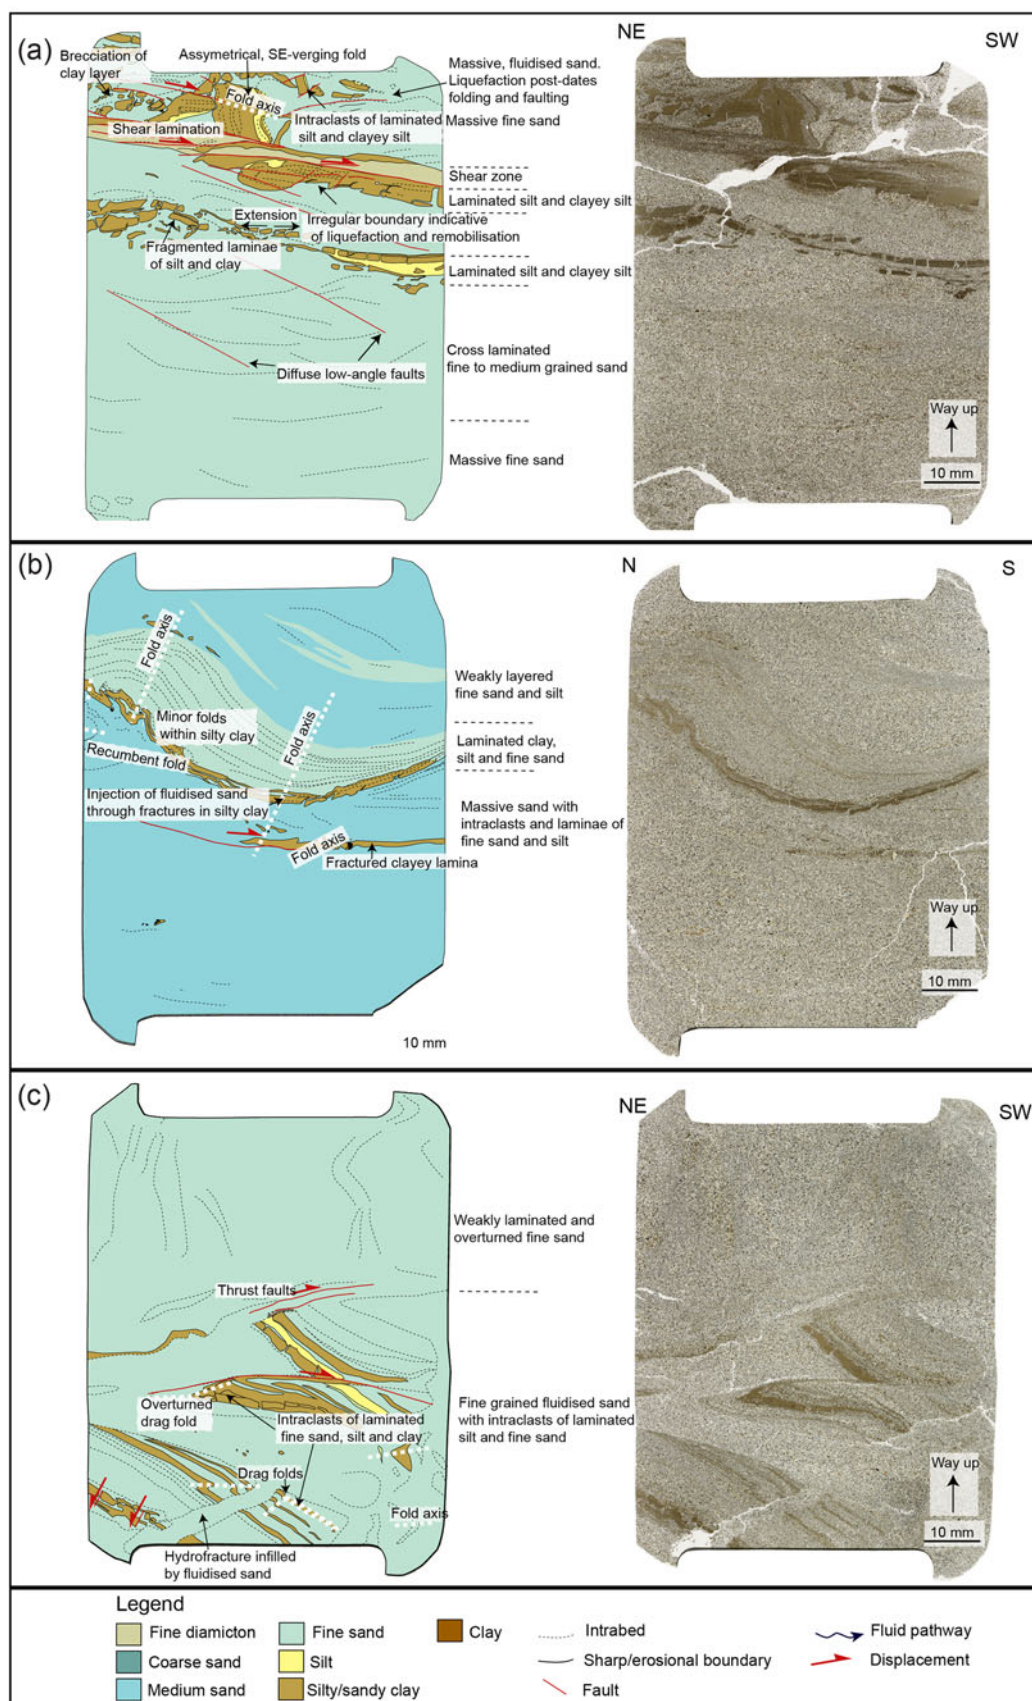 (a)
NE
SW
Brecciation of
clay layer
Assymetrical, SE-verging fold
Massive, fluidised sand.
Liquefaction post-dates
folding and faulting
Fold axis
Intraclasts of laminated
silt and clayey silt
Massive fine sand
Shear lamination
Shear zone
Laminated silt and clayey silt
Extension
Irregular boundary indicative
of liquefaction and remobilisation
Fragmented laminae
of silt and clay
Laminated silt and clayey silt
Cross laminated
fine to medium grained sand
Diffuse low-angle faults
Massive fine sand
Way up
10 mm
(b)
N
S
Fold axis
Weakly layered
fine sand and silt
Minor folds
within silty clay
Fold axis
Laminated clay,
silt and fine sand
Recumbent fold
Injection of fluidised sand
through fractures in silty clay
Massive sand with
intraclasts and laminae of
fine sand and silt
Fold axis
Fractured clayey lamina
Way up
10 mm
10 mm
(c)
NE
SW
Weakly laminated and
overturned fine sand
Thrust faults
Overturned
drag fold
Intraclasts of laminated
fine sand, silt and clay
Fine grained fluidised sand
with intraclasts of laminated
silt and fine sand
Drag folds
Fold axis
Hydrofracture infilled
by fluidised sand
Way up
10 mm
Legend
Fine diamicton
Fine sand
Clay
Intrabed
Fluid pathway
Coarse sand
Silt
Sharp/erosional boundary
Displacement
Medium sand
Silty/sandy clay
Fault